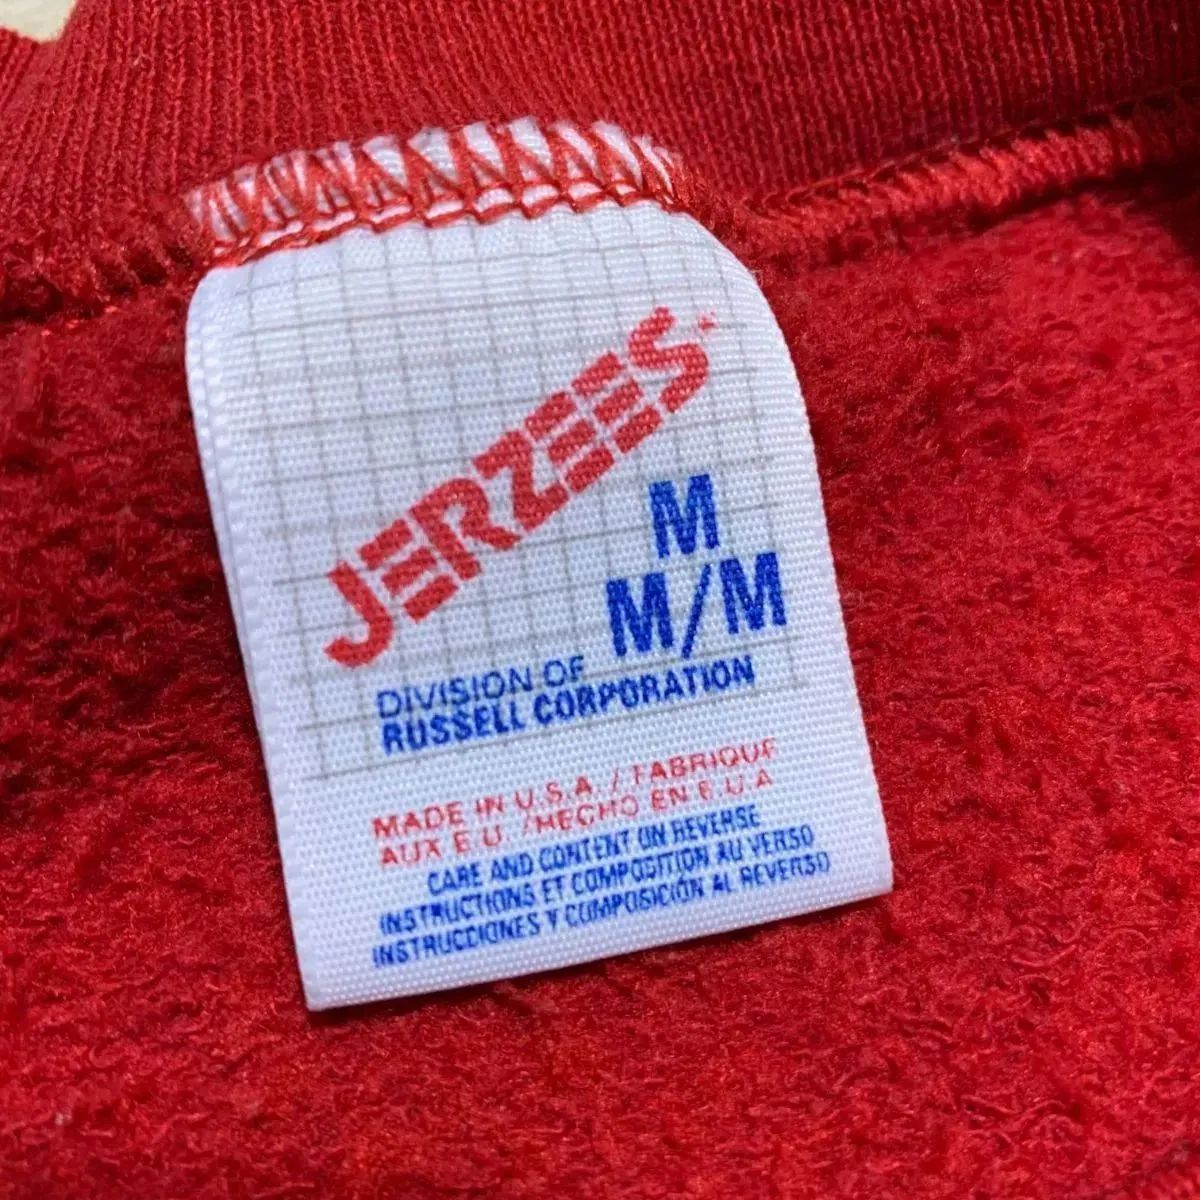 JERZEES
M
M/M
DIVISION OF
RUSSELL CORPORATION
MADE IN U.S.A. / FABRIQUE
AUX E.U. / HECHO EN E.U.A
CARE AND CONTENT ON REVERSE
INSTRUCTIONS ET COMPOSITION AU VERSO
INSTRUCCIONES Y COMPOSICIÓN AL REVERSO